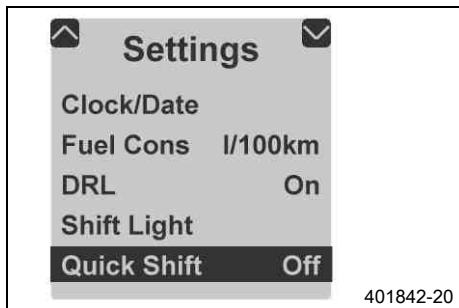 Settings
Clock/Date
Fuel Cons l/100km
DRL On
Shift Light
Quick Shift Off
401842-20